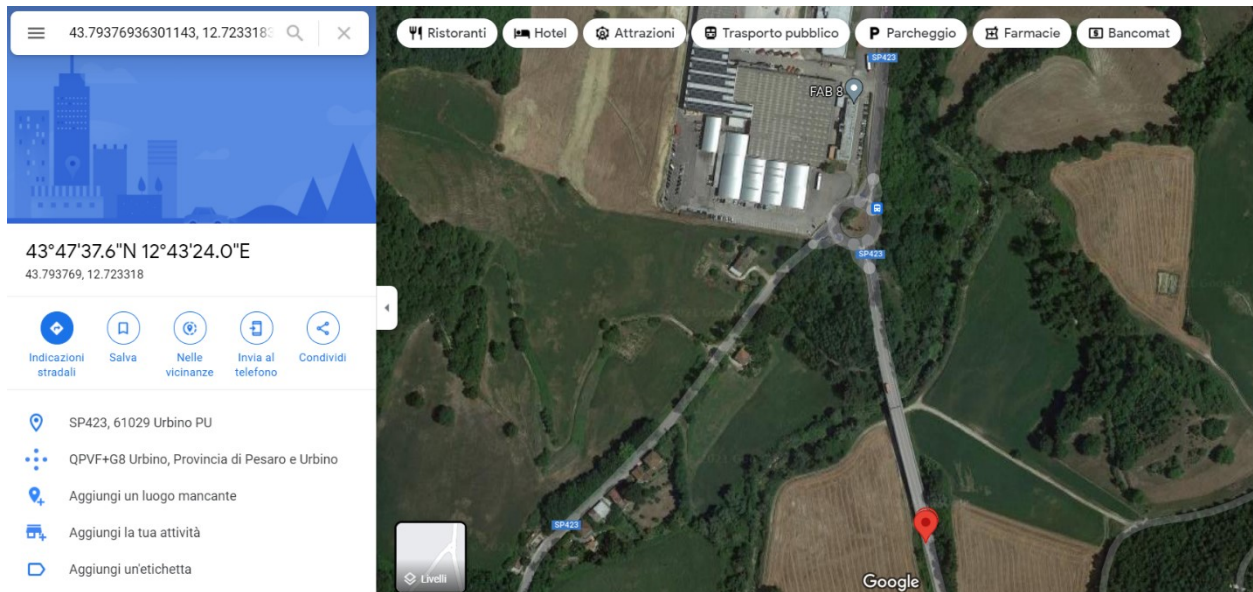 43.79376936301143, 12.7233183
Ristoranti
Hotel
Attrazioni
Trasporto pubblico
Parcheggio
Farmacie
Bancomat
SP423
FAB 8
SP423
SP423
43°47'37.6"N 12°43'24.0"E
43.793769, 12.723318
Indicazioni
stradali
Salva
Nelle
vicinanze
Invia al
telefono
Condividi
SP423, 61029 Urbino PU
QPVF+G8 Urbino, Provincia di Pesaro e Urbino
Aggiungi un luogo mancante
Aggiungi la tua attività
Aggiungi un'etichetta
Livelli
Google